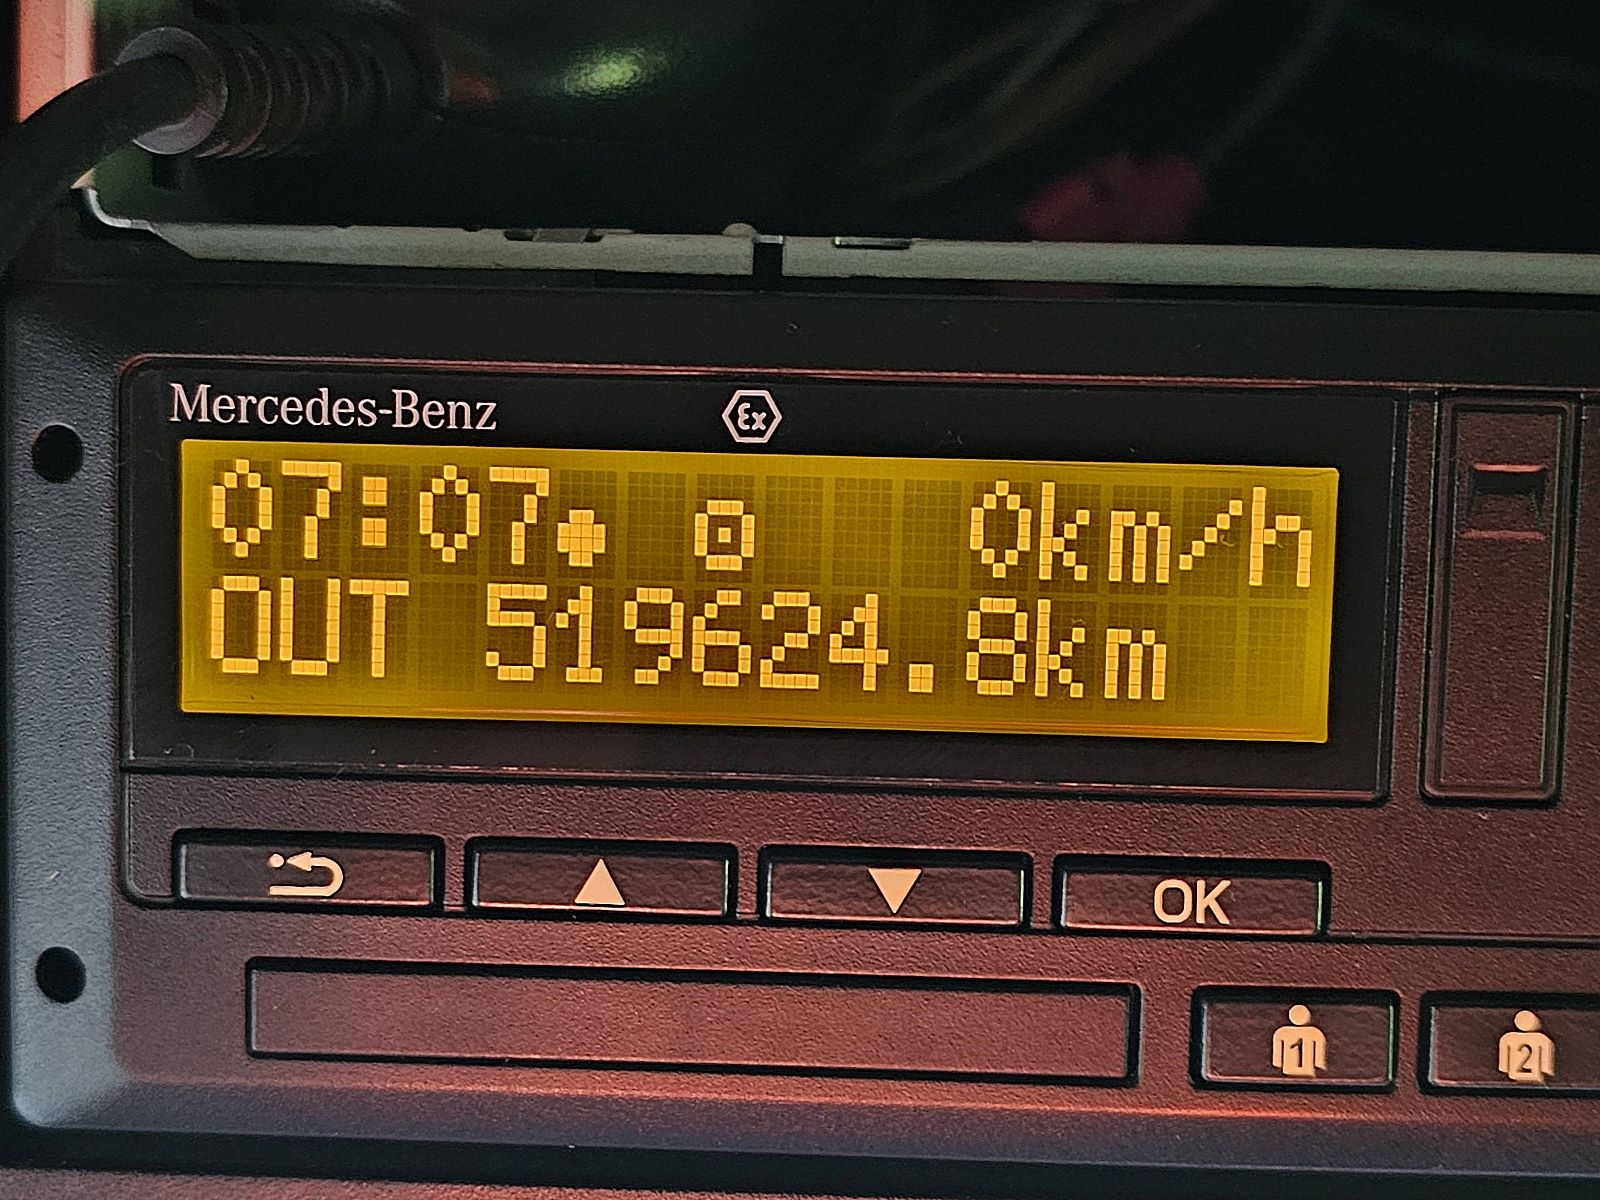 Mercedes-Benz
Ex
07:07 0km/h
OUT 519624.8km
OK
1 2